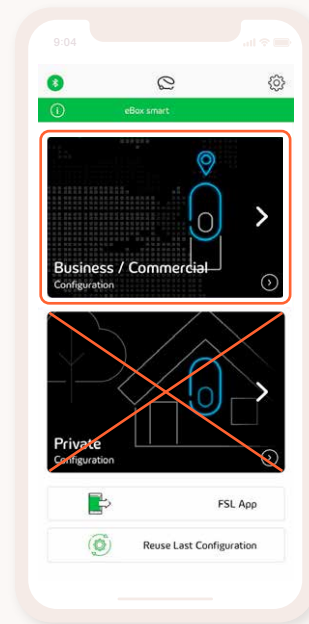 9:04
eBox smart
Business / Commercial
Configuration
Private
Configuration
FSL App
Reuse Last Configuration